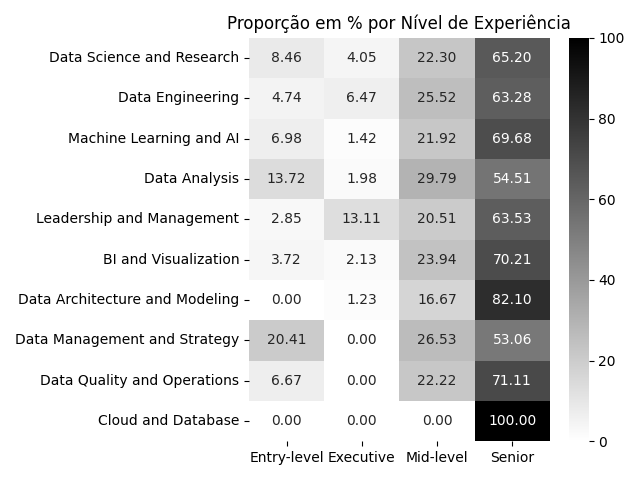 Proporção em % por Nível de Experiência
Data Science and Research 8.46 4.05 22.30 65.20
Data Engineering 4.74 6.47 25.52 63.28
Machine Learning and AI 6.98 1.42 21.92 69.68
Data Analysis 13.72 1.98 29.79 54.51
Leadership and Management 2.85 13.11 20.51 63.53
BI and Visualization 3.72 2.13 23.94 70.21
Data Architecture and Modeling 0.00 1.23 16.67 82.10
Data Management and Strategy 20.41 0.00 26.53 53.06
Data Quality and Operations 6.67 0.00 22.22 71.11
Cloud and Database 0.00 0.00 0.00 100.00
Entry-level Executive Mid-level Senior
100
80
60
40
20
0